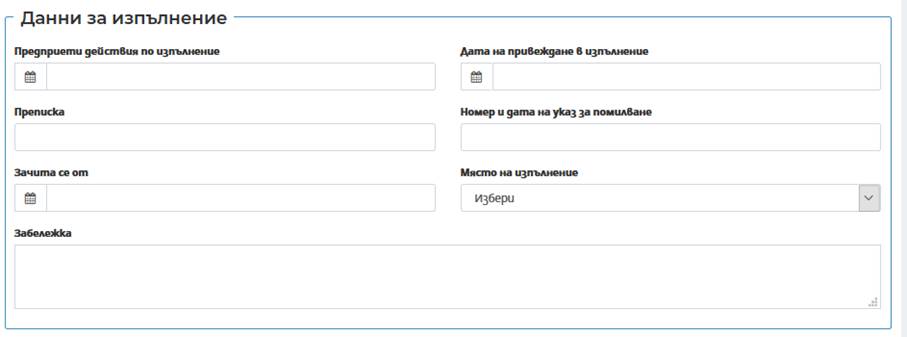 Данни за изпълнение
Предприети действия по изпълнение
Дата на привеждане в изпълнение
Преписка
Номер и дата на указ за помилване
Зачита се от
Място на изпълнение
Избери
Забележка